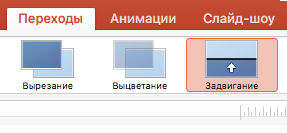 Переходы Анимации Слайд-шоу
Вырезание Выцветание Задвигание